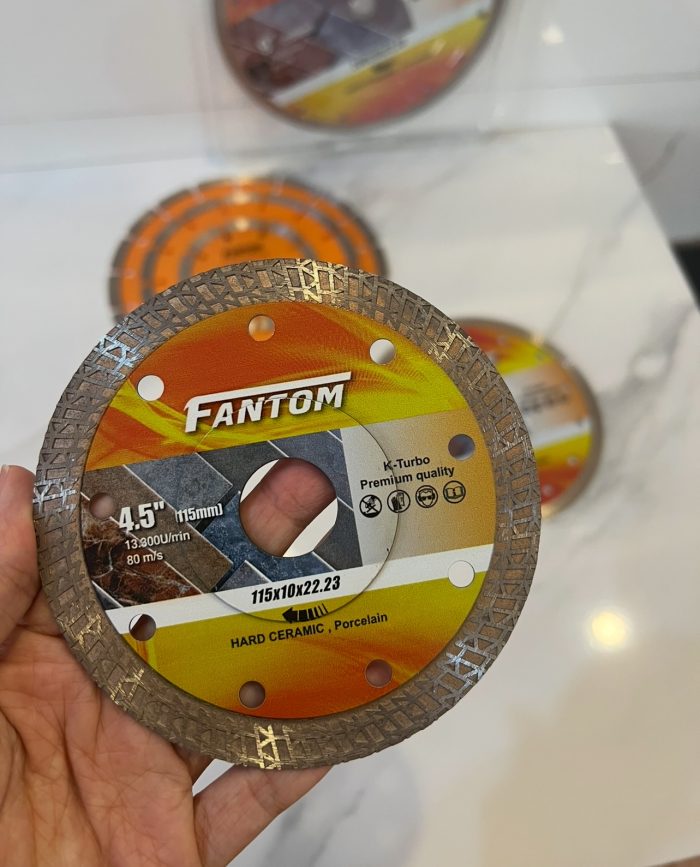 FANTOM
K-Turbo
Premium quality
4.5" (115mm)
13.300U/min
80 m/s
115x10x22.23
HARD CERAMIC , Porcelain